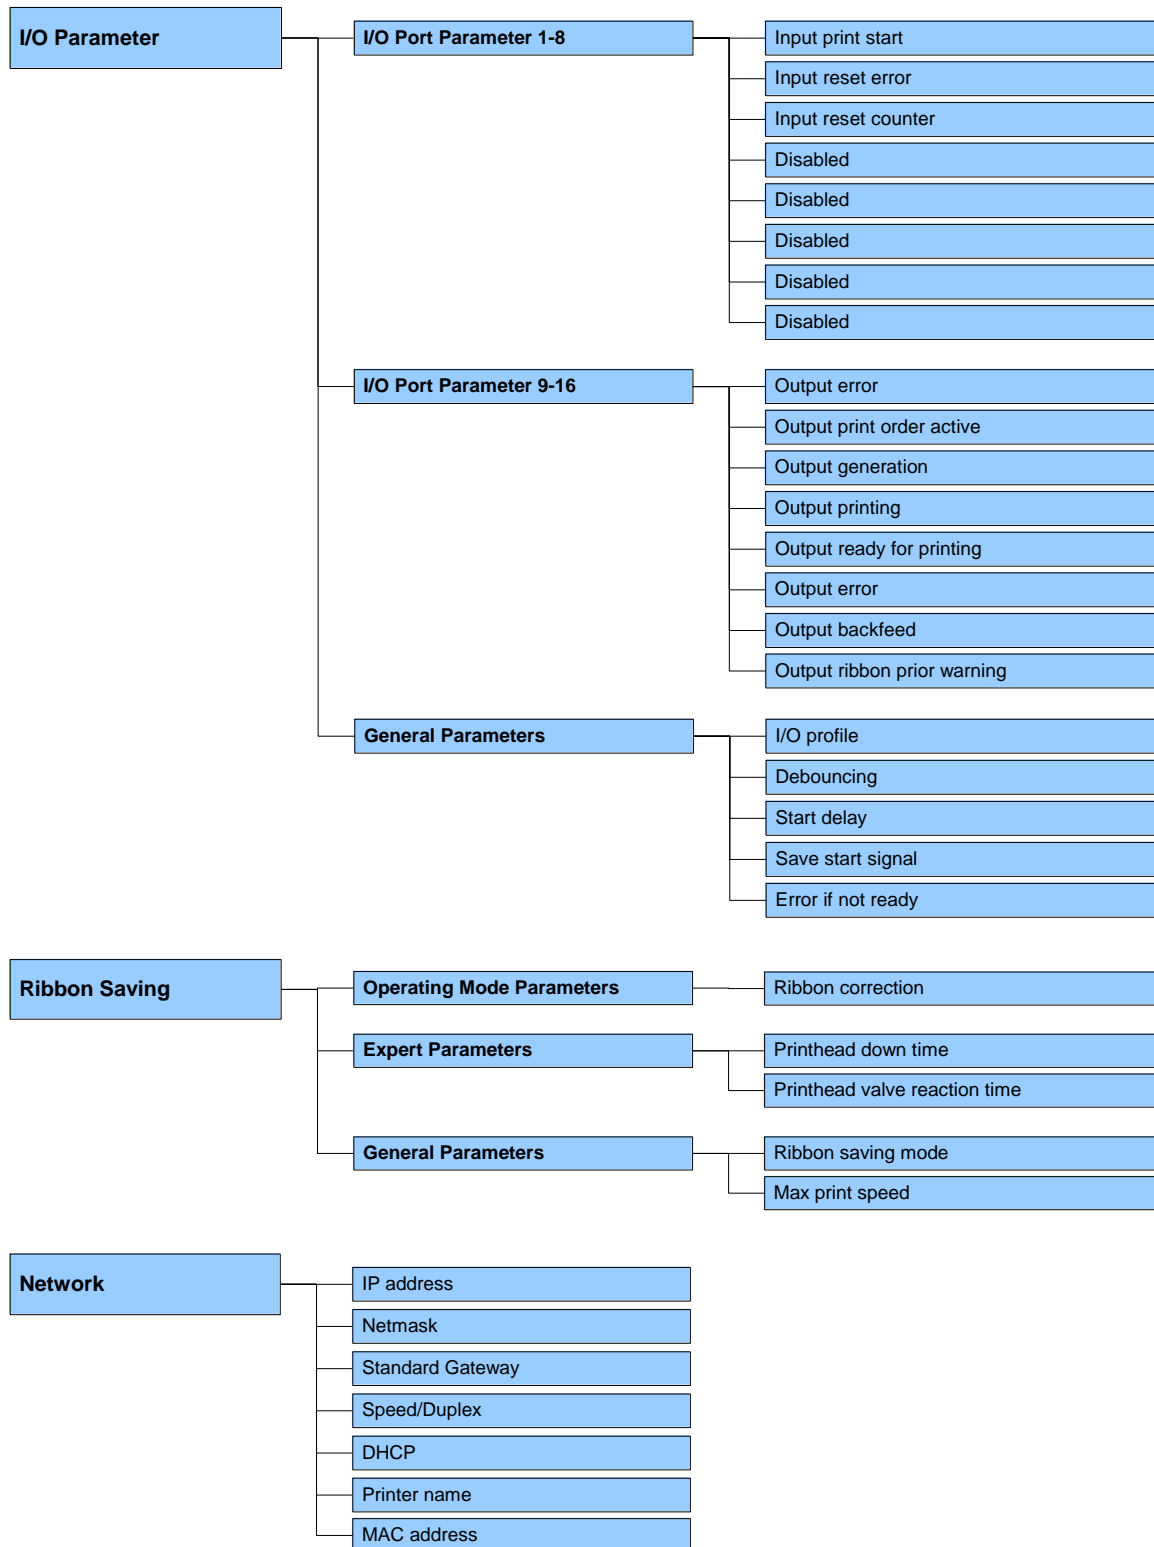 I/O Parameter
I/O Port Parameter 1-8
Input print start
Input reset error
Input reset counter
Disabled
Disabled
Disabled
Disabled
Disabled
I/O Port Parameter 9-16
Output error
Output print order active
Output generation
Output printing
Output ready for printing
Output error
Output backfeed
Output ribbon prior warning
General Parameters
I/O profile
Debouncing
Start delay
Save start signal
Error if not ready
Ribbon Saving
Operating Mode Parameters
Ribbon correction
Expert Parameters
Printhead down time
Printhead valve reaction time
General Parameters
Ribbon saving mode
Max print speed
Network
IP address
Netmask
Standard Gateway
Speed/Duplex
DHCP
Printer name
MAC address